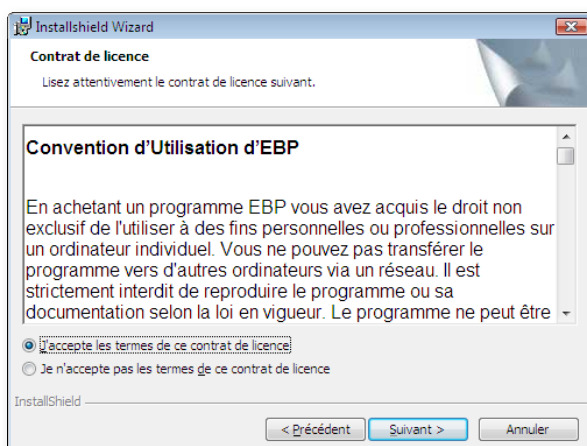 Installshield Wizard
Contrat de licence
Lisez attentivement le contrat de licence suivant.
Convention d'Utilisation d'EBP
En achetant un programme EBP vous avez acquis le droit non
exclusif de l'utiliser à des fins personnelles ou professionnelles sur
un ordinateur individuel. Vous ne pouvez pas transférer le
programme vers d'autres ordinateurs via un réseau. Il est
strictement interdit de reproduire le programme ou sa
documentation selon la loi en vigueur. Le programme ne peut être
J'accepte les termes de ce contrat de licence
Je n'accepte pas les termes de ce contrat de licence
InstallShield
< Précédent
Suivant >
Annuler